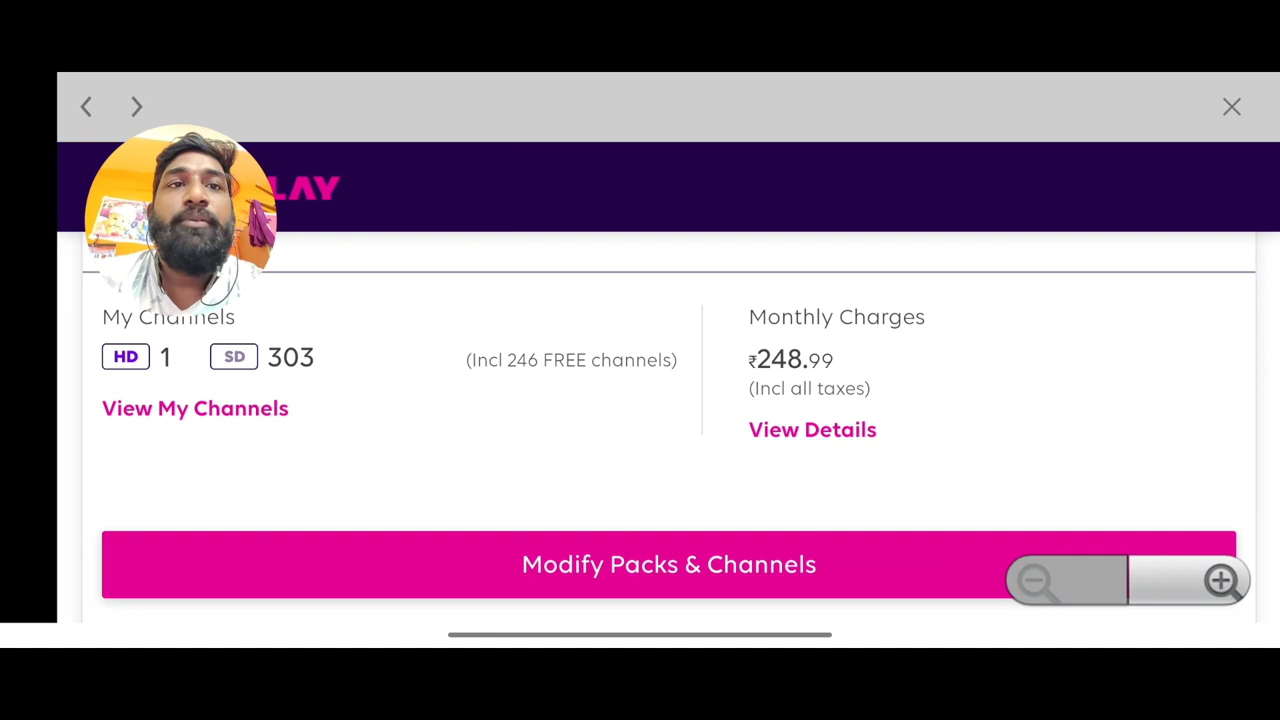 LAY
My Channels
HD 1 SD 303 (Incl 246 FREE channels)
View My Channels
Monthly Charges
₹248.99
(Incl all taxes)
View Details
Modify Packs & Channels